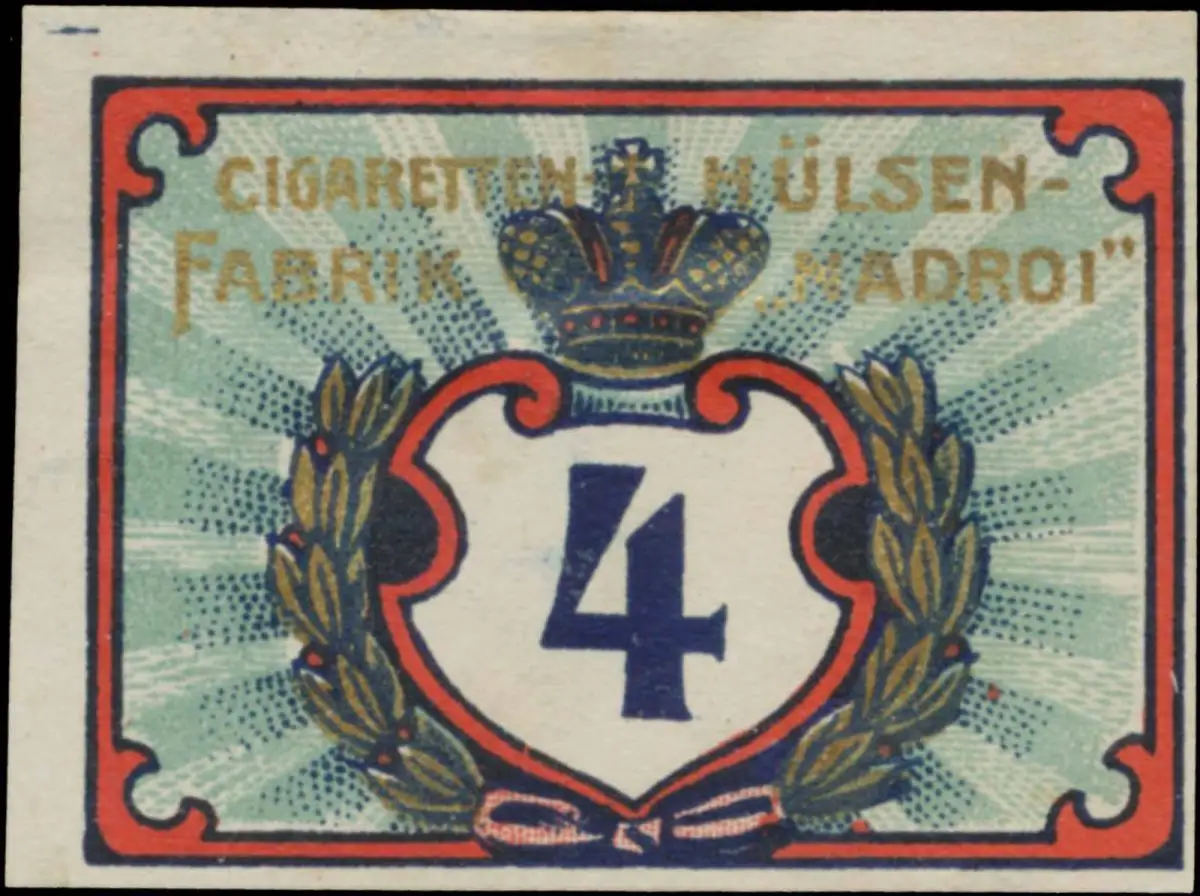 CIGARETTEN- HÜLSEN-
FABRIK „NADROI"
4